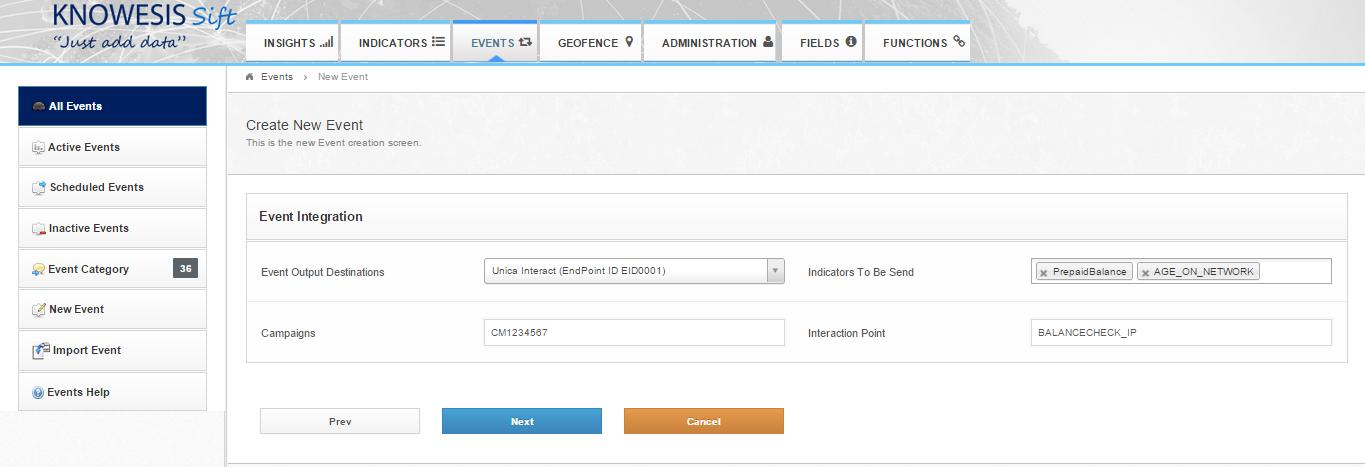 KNOWESIS Sift
"Just add data"
INSIGHTS
INDICATORS
EVENTS
GEOFENCE
ADMINISTRATION
FIELDS
FUNCTIONS
Events › New Event
All Events
Active Events
Scheduled Events
Inactive Events
Event Category 36
New Event
Import Event
Events Help
Create New Event
This is the new Event creation screen.
Event Integration
Event Output Destinations
Unica Interact (EndPoint ID EID0001)
Indicators To Be Send
PrepaidBalance
AGE_ON_NETWORK
Campaigns
CM1234567
Interaction Point
BALANCECHECK_IP
Prev
Next
Cancel